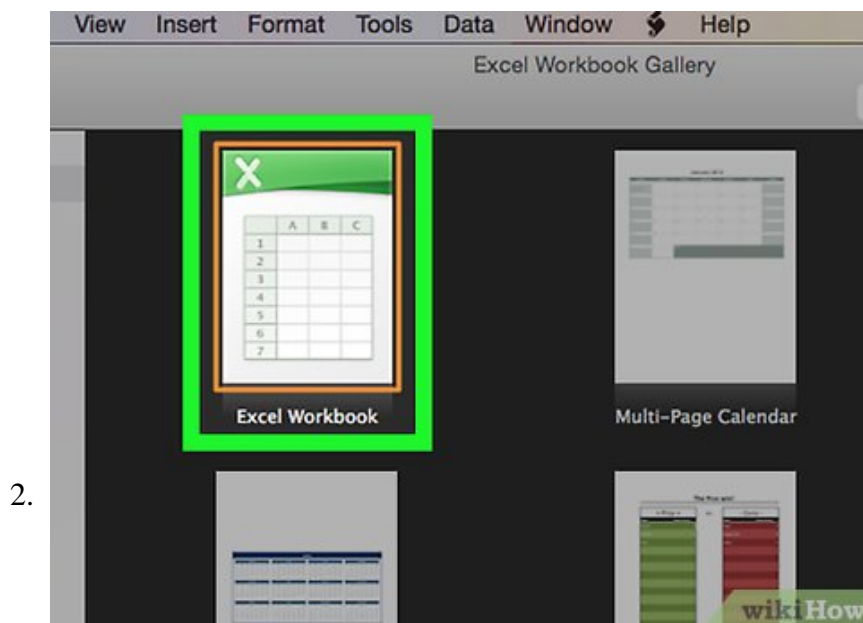 View Insert Format Tools Data Window Help
Excel Workbook Gallery
X
A B C
1
2
3
4
5
6
7
Excel Workbook
Multi-Page Calendar
2.
wikiHow